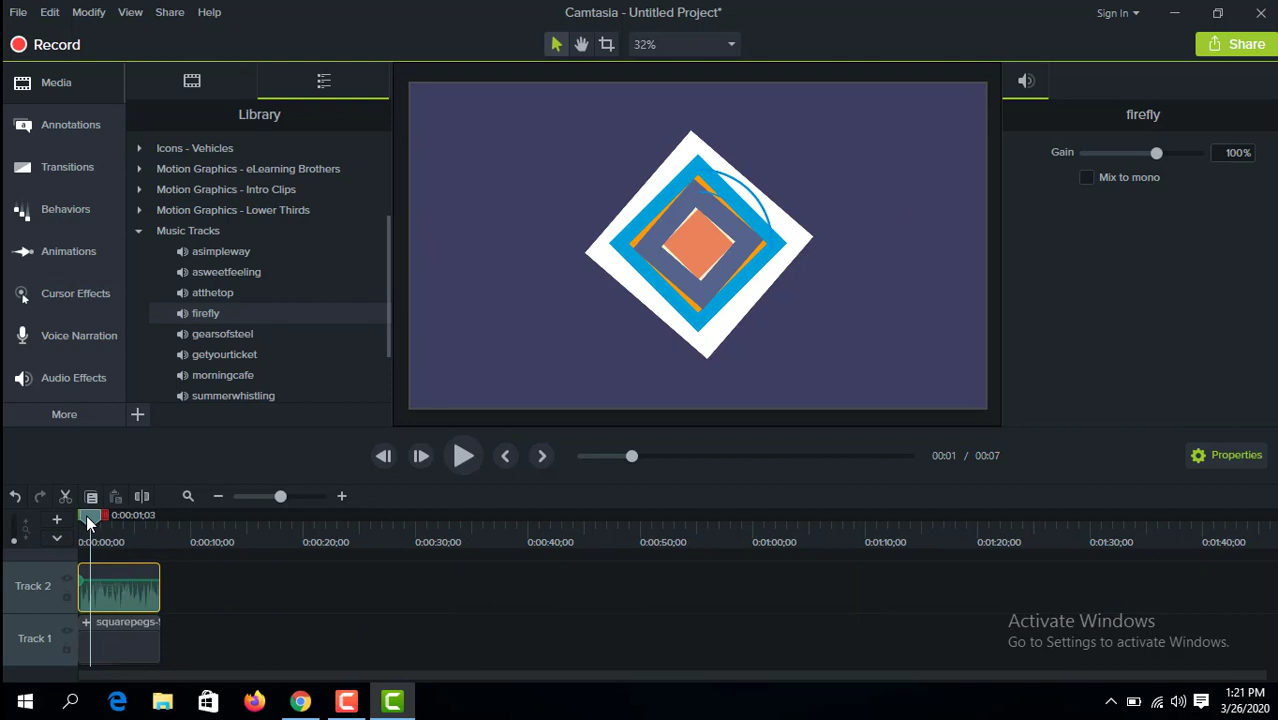 File Edit Modify View Share Help
Camtasia - Untitled Project*
Sign In
Record
32%
Share
Media
Annotations
Transitions
Behaviors
Animations
Cursor Effects
Voice Narration
Audio Effects
More
Library
Icons - Vehicles
Motion Graphics - eLearning Brothers
Motion Graphics - Intro Clips
Motion Graphics - Lower Thirds
Music Tracks
asimpleway
asweetfeeling
atthetop
firefly
gearsofsteel
getyourticket
morningcafe
summerwhistling
firefly
Gain
100%
Mix to mono
00:01 / 00:07
Properties
0:00:01;03
0:00:00;00 0:00:10;00 0:00:20;00 0:00:30;00 0:00:40;00 0:00:50;00 0:01:00;00 0:01:10;00 0:01:20;00 0:01:30;00 0:01:40;00
Track 2
Track 1
squarepegs-
Activate Windows
Go to Settings to activate Windows.
1:21 PM
3/26/2020